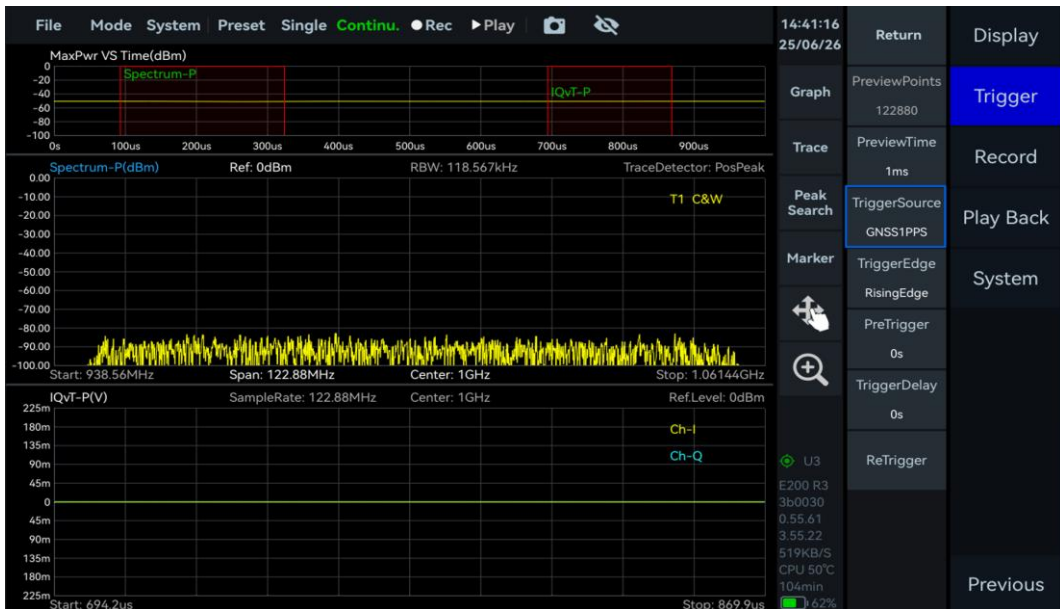 File Mode System Preset Single Continu. Rec Play
14:41:16
25/06/26
MaxPwr VS Time(dBm)
0
-20
-40
-60
-80
-100
Spectrum-P
IQvT-P
0s 100us 200us 300us 400us 500us 600us 700us 800us 900us
Spectrum-P(dBm) Ref: 0dBm RBW: 118.567kHz TraceDetector: PosPeak
0.00
-10.00
-20.00
-30.00
-40.00
-50.00
-60.00
-70.00
-80.00
-90.00
-100.00
T1 C&W
Start: 938.56MHz Span: 122.88MHz Center: 1GHz Stop: 1.06144GHz
IQvT-P(V) SampleRate: 122.88MHz Center: 1GHz Ref.Level: 0dBm
225m
180m
135m
90m
45m
0
45m
90m
135m
180m
225m
Ch-I
Ch-Q
Start: 694.2us Stop: 869.9us
Graph
Trace
Peak
Search
Marker
U3
E200 R3
3b0030
0.55.61
3.55.22
519KB/S
CPU 50℃
104min
62%
Return
PreviewPoints
122880
PreviewTime
1ms
TriggerSource
GNSS1PPS
TriggerEdge
RisingEdge
PreTrigger
0s
TriggerDelay
0s
ReTrigger
Display
Trigger
Record
Play Back
System
Previous